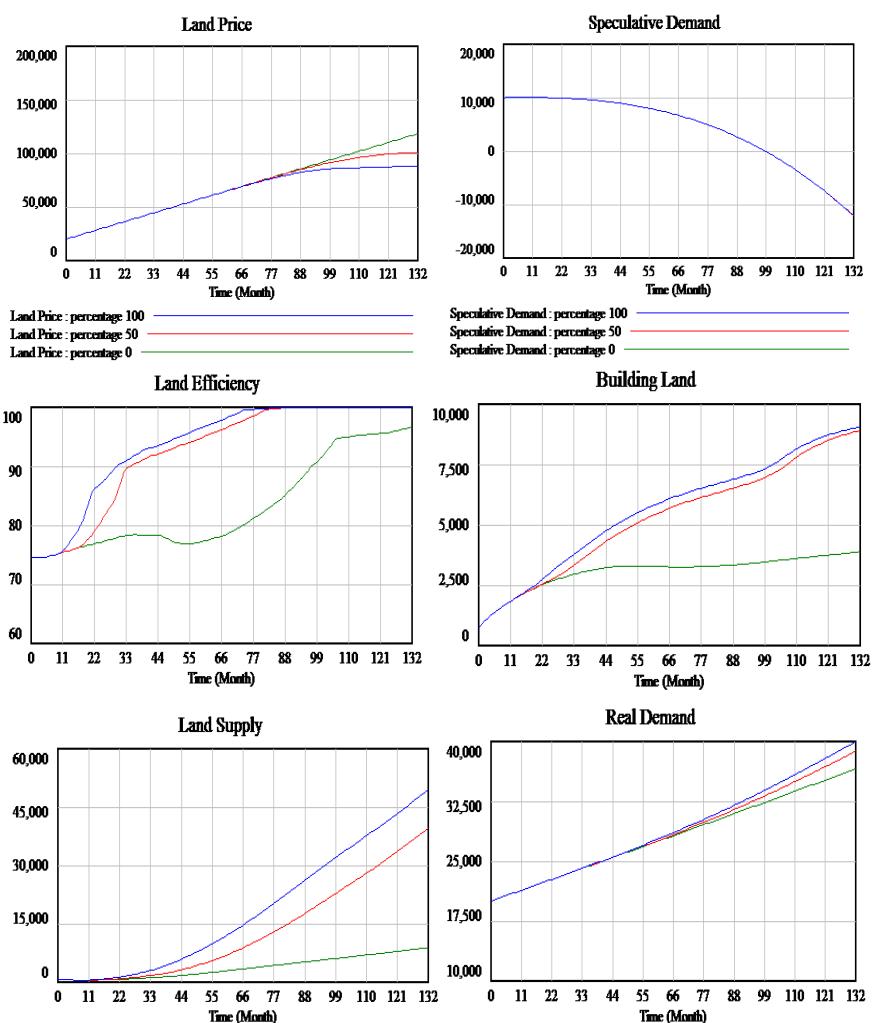 Land Price
200,000
150,000
100,000
50,000
0
0 11 22 33 44 55 66 77 88 99 110 121 132
Time (Month)
Land Price : percentage 100
Land Price : percentage 50
Land Price : percentage 0
Speculative Demand
20,000
10,000
0
-10,000
-20,000
0 11 22 33 44 55 66 77 88 99 110 121 132
Time (Month)
Speculative Demand : percentage 100
Speculative Demand : percentage 50
Speculative Demand : percentage 0
Land Efficiency
100
90
80
70
60
0 11 22 33 44 55 66 77 88 99 110 121 132
Time (Month)
Building Land
10,000
7,500
5,000
2,500
0
0 11 22 33 44 55 66 77 88 99 110 121 132
Time (Month)
Land Supply
60,000
45,000
30,000
15,000
0
0 11 22 33 44 55 66 77 88 99 110 121 132
Time (Month)
Real Demand
40,000
32,500
25,000
17,500
10,000
0 11 22 33 44 55 66 77 88 99 110 121 132
Time (Month)